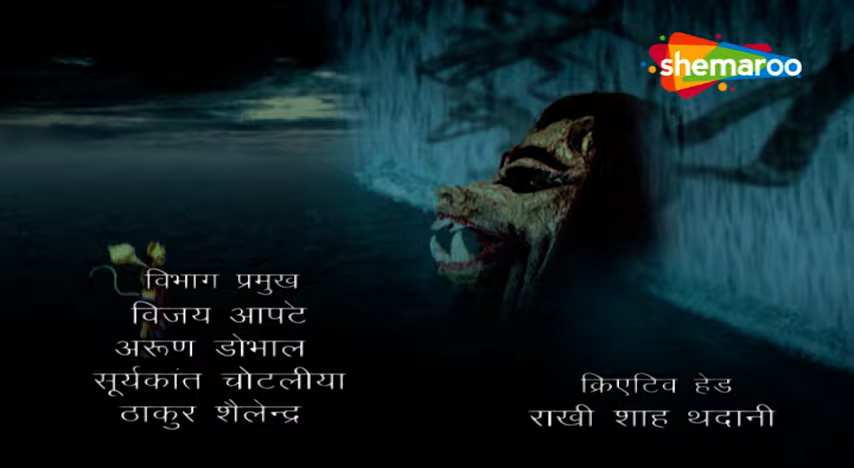 shemaroo
विभाग प्रमुख
विजय आपटे
अरूण डोभाल
सूर्यकांत चोटलीया
ठाकुर शैलेन्द्र
क्रिएटिव हेड
राखी शाह थदानी